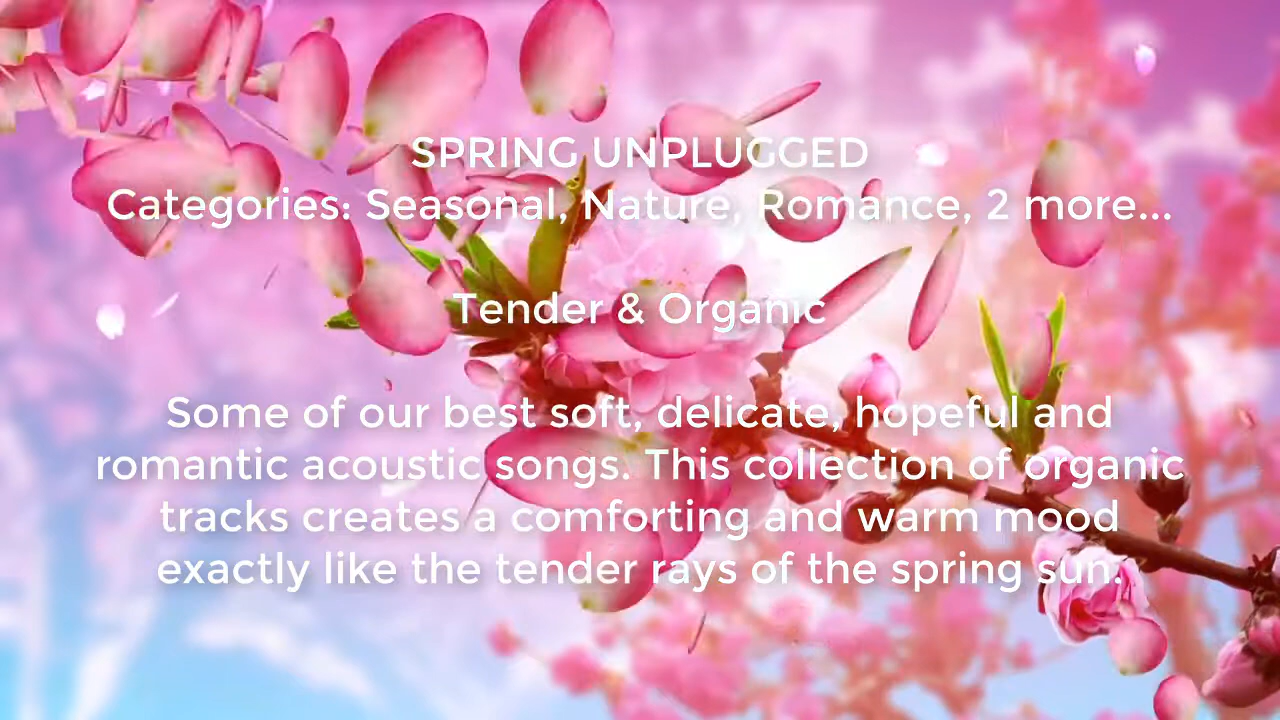 SPRING UNPLUGGED
Categories: Seasonal, Nature, Romance, 2 more...
Tender & Organic
Some of our best soft, delicate, hopeful and
romantic acoustic songs. This collection of organic
tracks creates a comforting and warm mood
exactly like the tender rays of the spring sun.